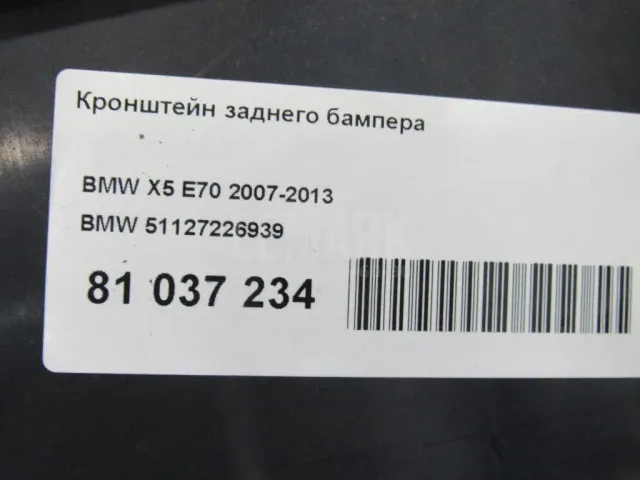 Кронштейн заднего бампера
BMW X5 E70 2007-2013
BMW 51127226939
81 037 234